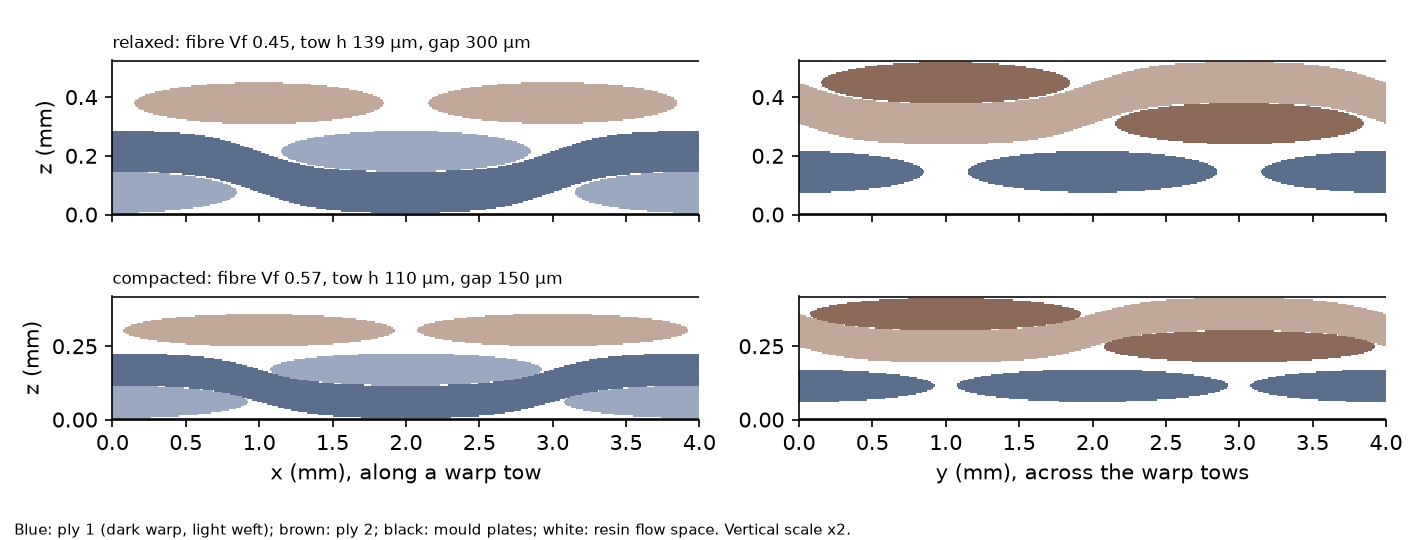 relaxed: fibre Vf 0.45, tow h 139 µm, gap 300 µm
z (mm)
0.4
0.2
0.0
0.4
0.2
0.0
compacted: fibre Vf 0.57, tow h 110 µm, gap 150 µm
z (mm)
0.25
0.00
0.25
0.00
0.0 0.5 1.0 1.5 2.0 2.5 3.0 3.5 4.0
0.0 0.5 1.0 1.5 2.0 2.5 3.0 3.5 4.0
x (mm), along a warp tow
y (mm), across the warp tows
Blue: ply 1 (dark warp, light weft); brown: ply 2; black: mould plates; white: resin flow space. Vertical scale x2.